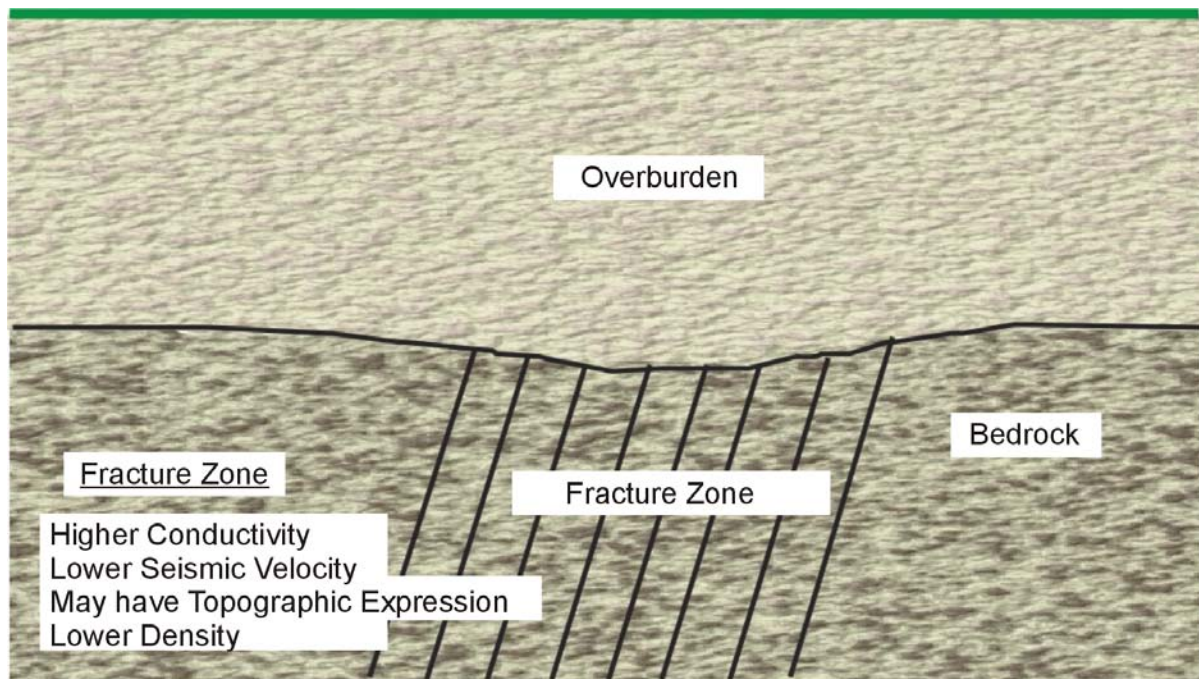 Overburden
Bedrock
Fracture Zone
Fracture Zone
Higher Conductivity
Lower Seismic Velocity
May have Topographic Expression
Lower Density